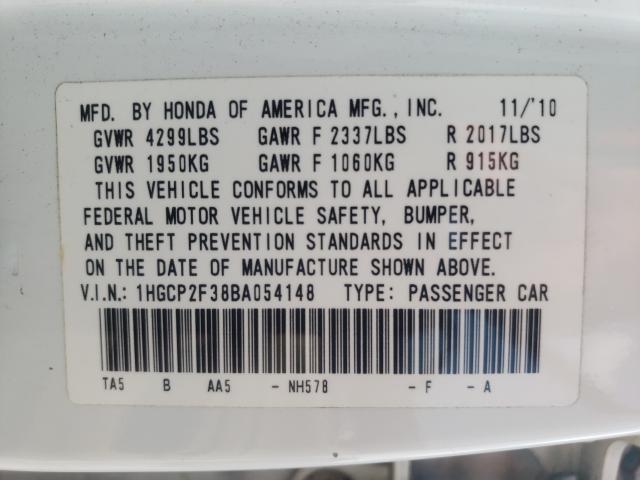 MFD. BY HONDA OF AMERICA MFG., INC. 11/'10
GVWR 4299LBS GAWR F 2337LBS R 2017LBS
GVWR 1950KG GAWR F 1060KG R 915KG
THIS VEHICLE CONFORMS TO ALL APPLICABLE
FEDERAL MOTOR VEHICLE SAFETY, BUMPER,
AND THEFT PREVENTION STANDARDS IN EFFECT
ON THE DATE OF MANUFACTURE SHOWN ABOVE.
V.I.N.: 1HGCP2F38BA054148 TYPE: PASSENGER CAR
TA5 B AA5 - NH578 - F - A